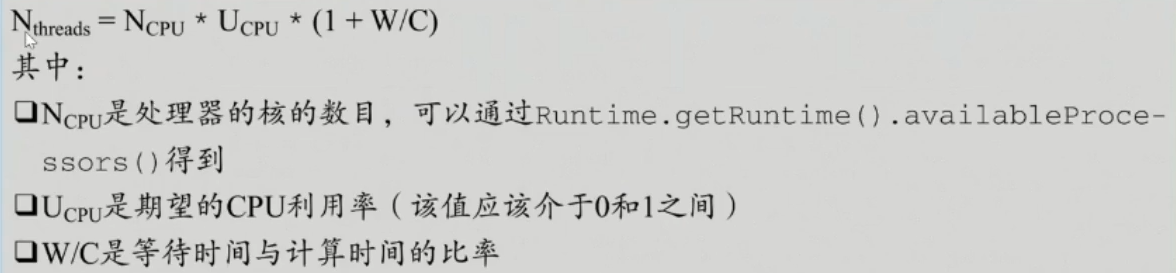 Nthreads = NCPU * UCPU * (1 + W/C)
其中：
❑NCPU是处理器的核的数目，可以通过Runtime.getRuntime().availableProce-
ssors()得到
❑UCPU是期望的CPU利用率（该值应该介于0和1之间）
❑W/C是等待时间与计算时间的比率